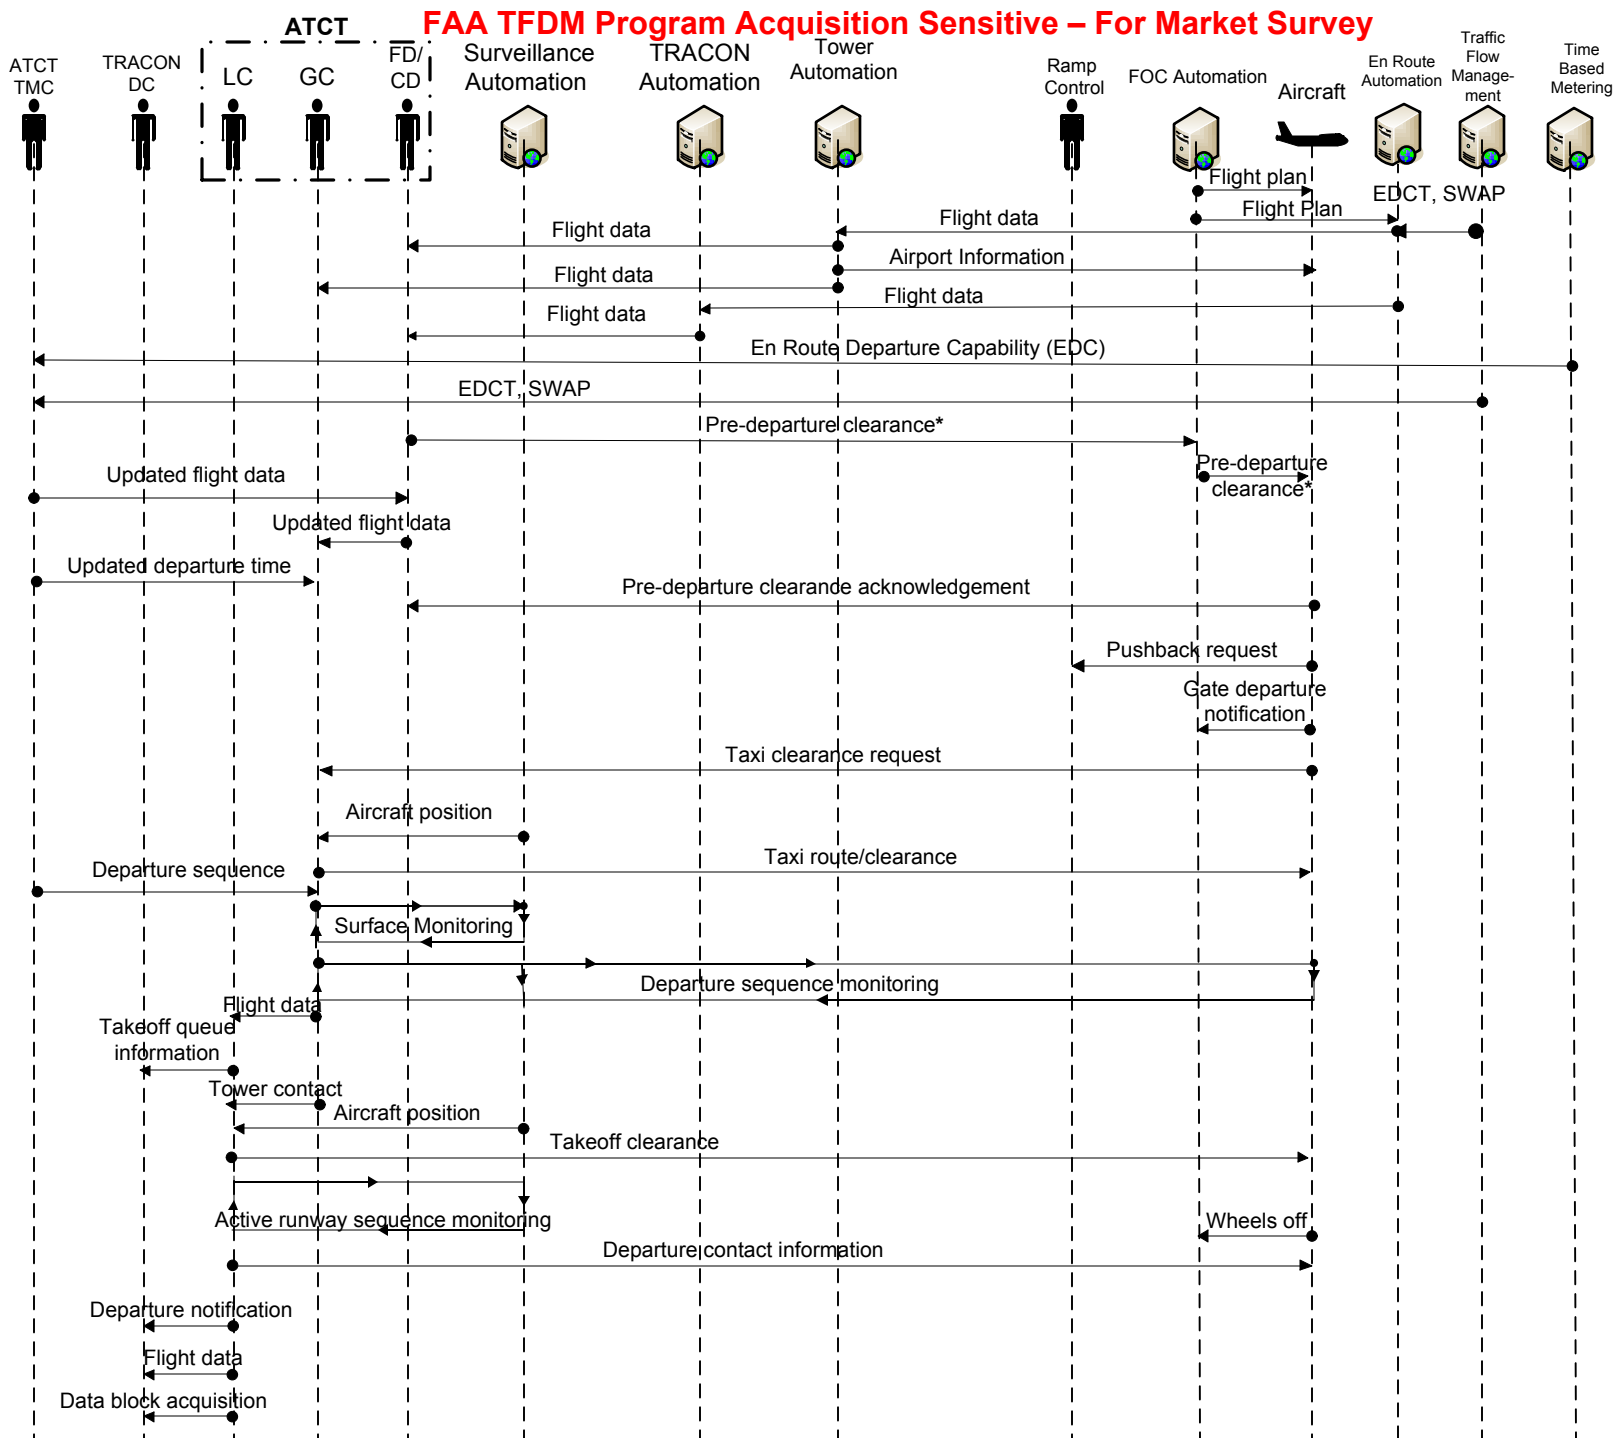 FAA TFDM Program Acquisition Sensitive – For Market Survey
ATCT
ATCT
TMC
TRACON
DC
LC
GC
FD/
CD
Surveillance
Automation
TRACON
Automation
Tower
Automation
Ramp
Control
FOC Automation
Aircraft
En Route
Automation
Traffic
Flow
Manage-
ment
Time
Based
Metering
Flight plan
EDCT, SWAP
Flight Plan
Flight data
Flight data
Airport Information
Flight data
Flight data
Flight data
En Route Departure Capability (EDC)
EDCT, SWAP
Pre-departure clearance*
Pre-departure
clearance*
Updated flight data
Updated flight data
Updated departure time
Pre-departure clearance acknowledgement
Pushback request
Gate departure
notification
Taxi clearance request
Aircraft position
Taxi route/clearance
Departure sequence
Surface Monitoring
Departure sequence monitoring
Flight data
Takeoff queue
information
Tower contact
Aircraft position
Takeoff clearance
Active runway sequence monitoring
Wheels off
Departure contact information
Departure notification
Flight data
Data block acquisition